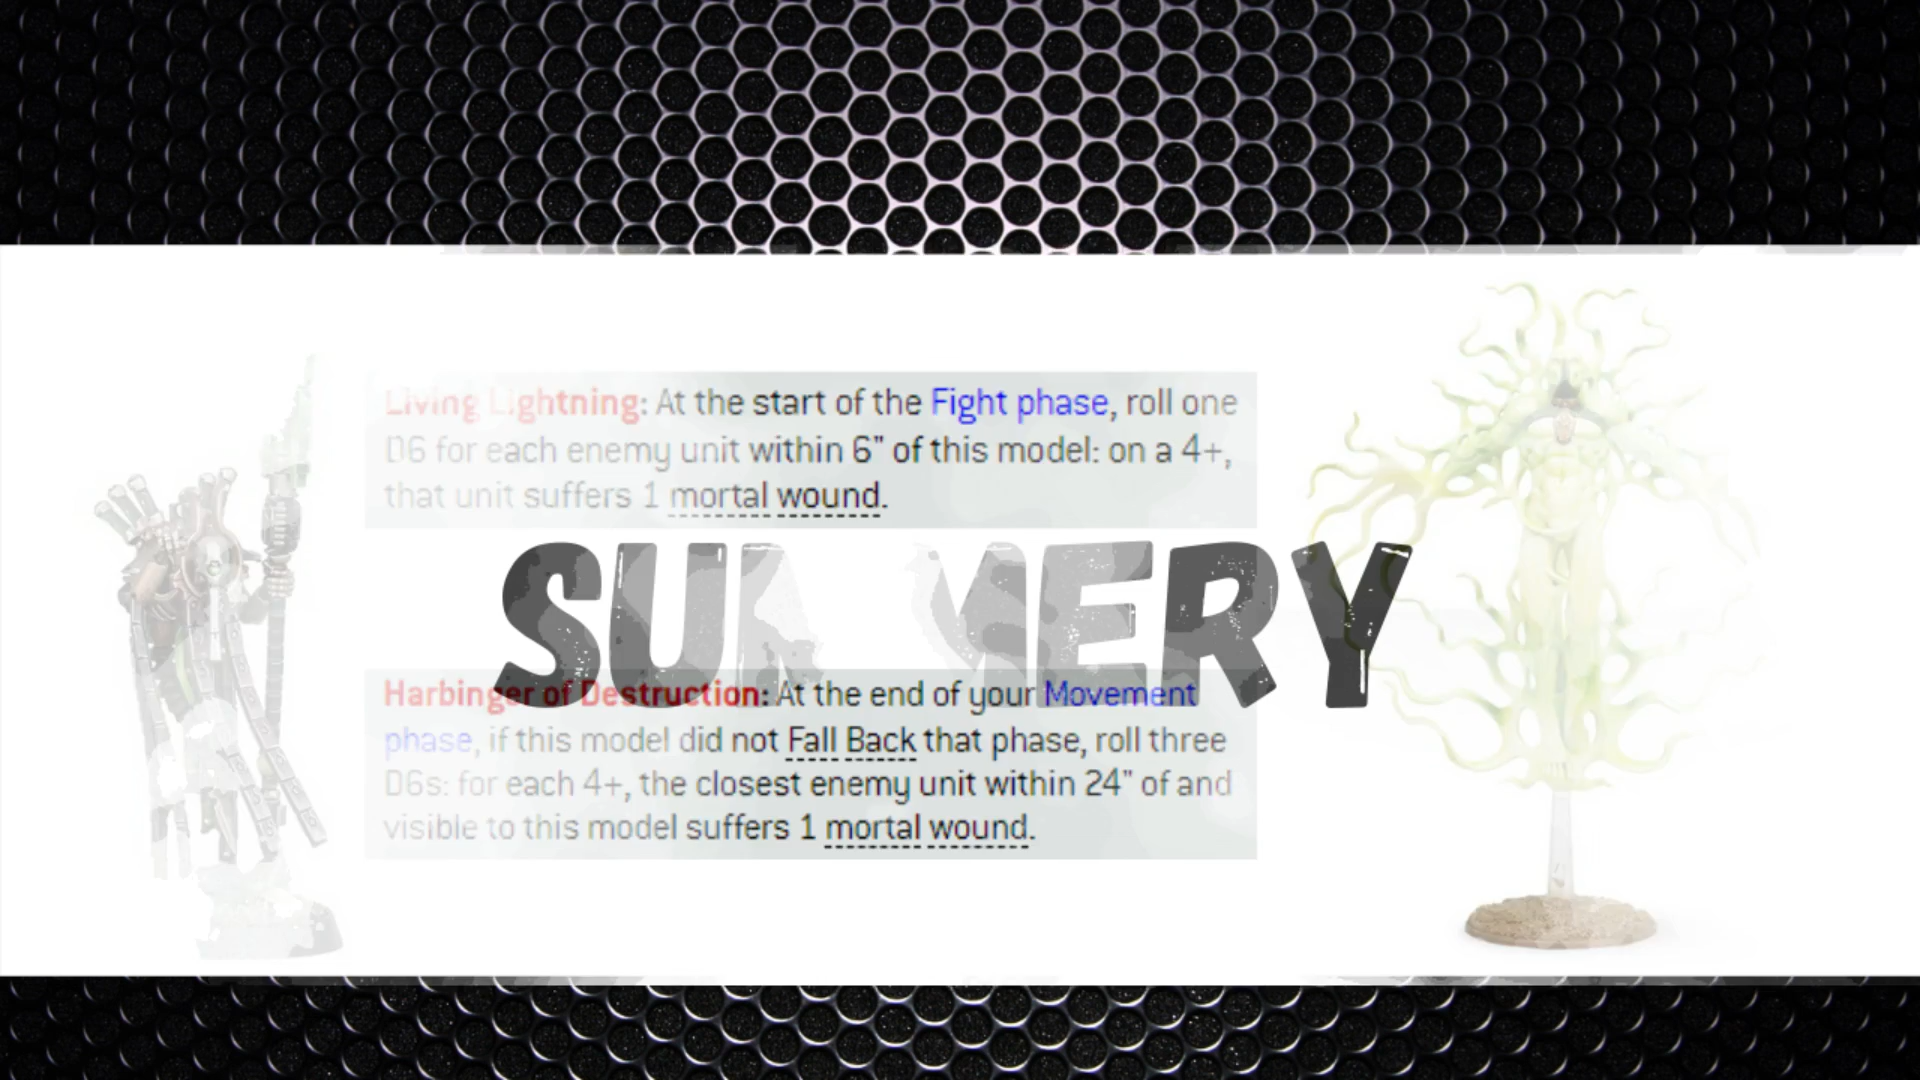 Living Lightning: At the start of the Fight phase, roll one
D6 for each enemy unit within 6" of this model: on a 4+,
that unit suffers 1 mortal wound.
SUMMERY
Harbinger of Destruction: At the end of your Movement
phase, if this model did not Fall Back that phase, roll three
D6s: for each 4+, the closest enemy unit within 24" of and
visible to this model suffers 1 mortal wound.